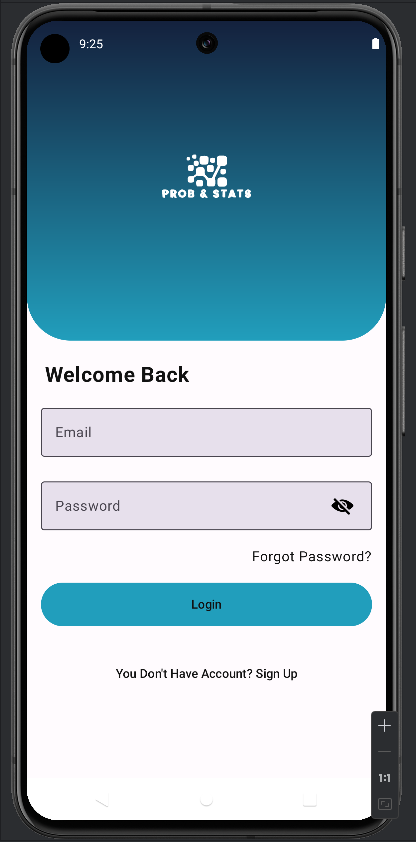 9:25
PROB & STATS
Welcome Back
Email
Password
Forgot Password?
Login
You Don't Have Account? Sign Up
1:1